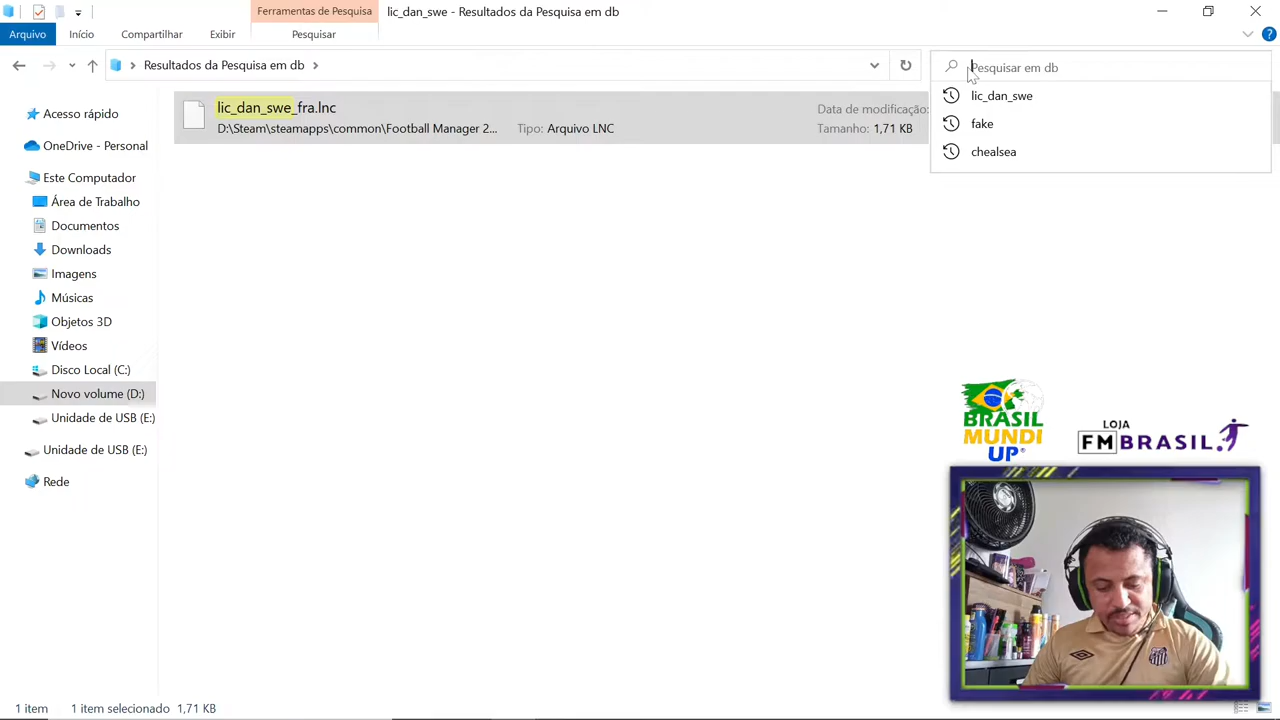 Ferramentas de Pesquisa
lic_dan_swe - Resultados da Pesquisa em db
Arquivo
Início
Compartilhar
Exibir
Pesquisar
Resultados da Pesquisa em db
Pesquisar em db
lic_dan_swe
fake
chealsea
lic_dan_swe_fra.lnc
D:\Steam\steamapps\common\Football Manager 2...
Tipo: Arquivo LNC
Data de modificação:
Tamanho: 1,71 KB
Acesso rápido
OneDrive - Personal
Este Computador
Área de Trabalho
Documentos
Downloads
Imagens
Músicas
Objetos 3D
Vídeos
Disco Local (C:)
Novo volume (D:)
Unidade de USB (E:)
Unidade de USB (E:)
Rede
BRASIL
MUNDI
UP®
LOJA
FMBRASIL
1 item
1 item selecionado 1,71 KB